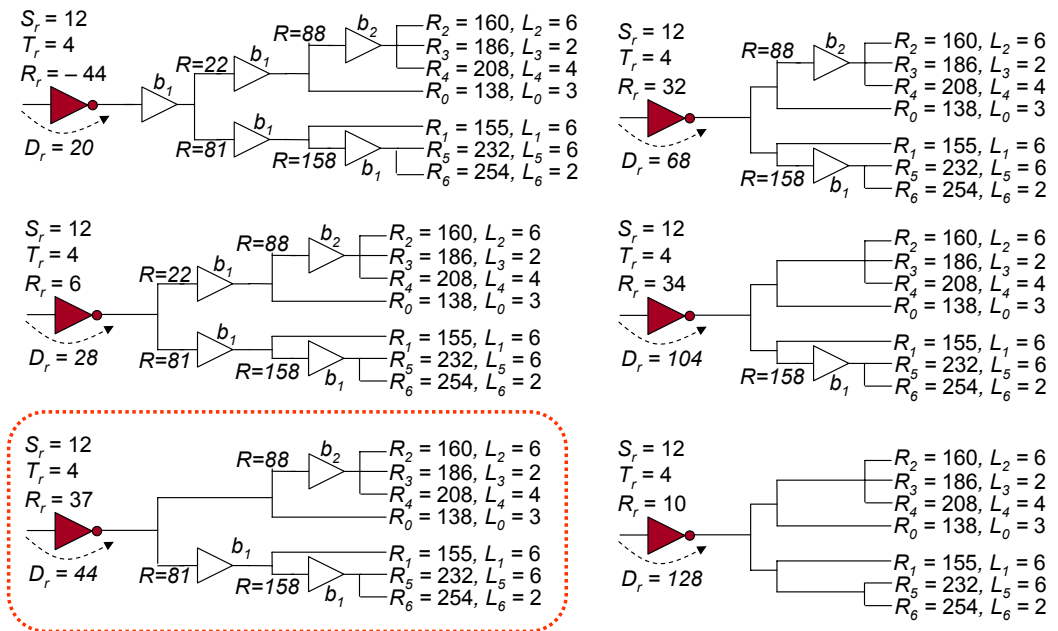 S_r = 12
T_r = 4
R_r = – 44
D_r = 20
b_1
R=22
b_1
R=88
b_2
R=81
b_1
R=158
b_1
R_2 = 160, L_2 = 6
R_3 = 186, L_3 = 2
R_4 = 208, L_4 = 4
R_0 = 138, L_0 = 3
R_1 = 155, L_1 = 6
R_5 = 232, L_5 = 6
R_6 = 254, L_6 = 2
S_r = 12
T_r = 4
R_r = 32
D_r = 68
R=88
b_2
R=158
b_1
R_2 = 160, L_2 = 6
R_3 = 186, L_3 = 2
R_4 = 208, L_4 = 4
R_0 = 138, L_0 = 3
R_1 = 155, L_1 = 6
R_5 = 232, L_5 = 6
R_6 = 254, L_6 = 2
S_r = 12
T_r = 4
R_r = 6
D_r = 28
R=22
b_1
R=88
b_2
R=81
b_1
R=158
b_1
R_2 = 160, L_2 = 6
R_3 = 186, L_3 = 2
R_4 = 208, L_4 = 4
R_0 = 138, L_0 = 3
R_1 = 155, L_1 = 6
R_5 = 232, L_5 = 6
R_6 = 254, L_6 = 2
S_r = 12
T_r = 4
R_r = 34
D_r = 104
R=158
b_1
R_2 = 160, L_2 = 6
R_3 = 186, L_3 = 2
R_4 = 208, L_4 = 4
R_0 = 138, L_0 = 3
R_1 = 155, L_1 = 6
R_5 = 232, L_5 = 6
R_6 = 254, L_6 = 2
S_r = 12
T_r = 4
R_r = 37
D_r = 44
R=88
b_2
R=81
b_1
R=158
b_1
R_2 = 160, L_2 = 6
R_3 = 186, L_3 = 2
R_4 = 208, L_4 = 4
R_0 = 138, L_0 = 3
R_1 = 155, L_1 = 6
R_5 = 232, L_5 = 6
R_6 = 254, L_6 = 2
S_r = 12
T_r = 4
R_r = 10
D_r = 128
R_2 = 160, L_2 = 6
R_3 = 186, L_3 = 2
R_4 = 208, L_4 = 4
R_0 = 138, L_0 = 3
R_1 = 155, L_1 = 6
R_5 = 232, L_5 = 6
R_6 = 254, L_6 = 2